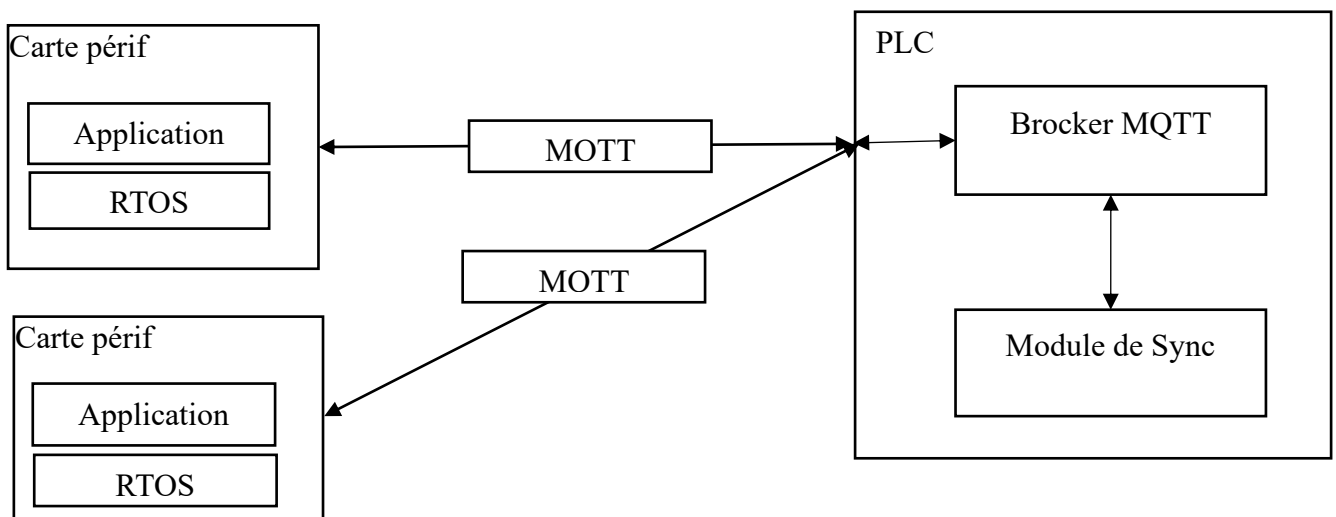 Carte périf
Application
RTOS
MOTT
PLC
Brocker MQTT
MOTT
Module de Sync
Carte périf
Application
RTOS